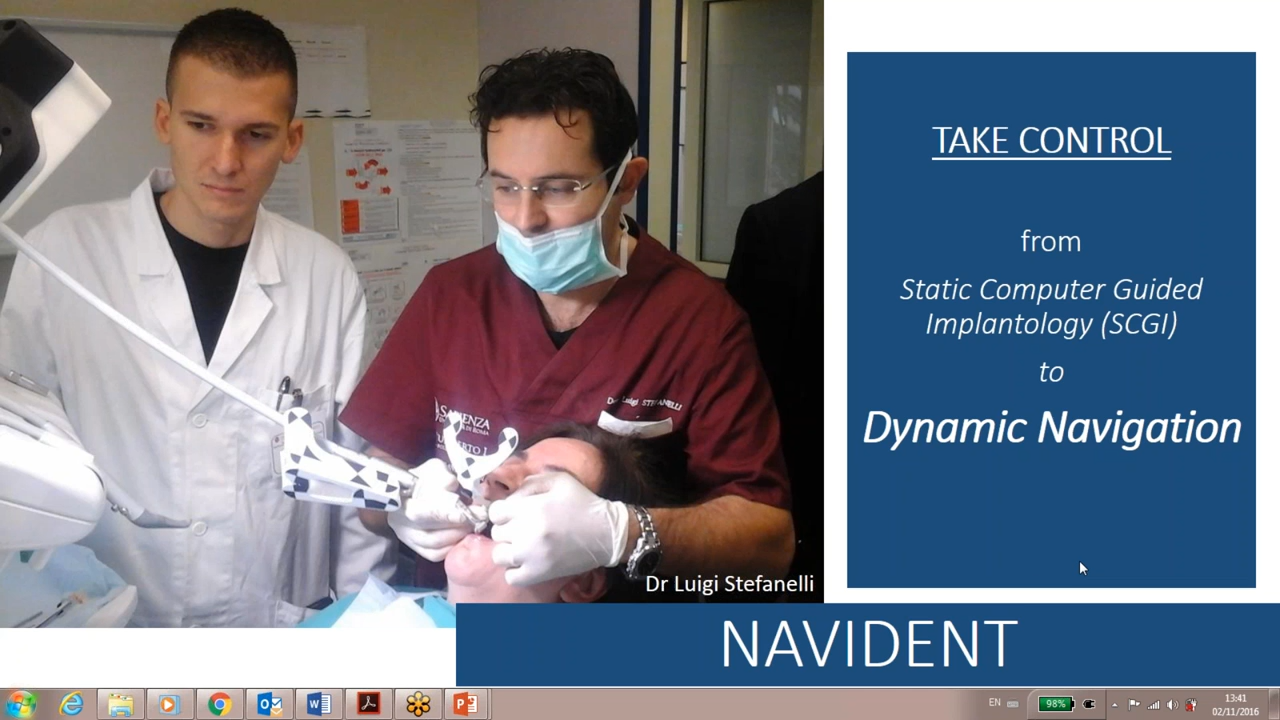 TAKE CONTROL
from
Static Computer Guided
Implantology (SCGI)
to
Dynamic Navigation
Dr. Luigi STEFANELLI
SAPIENZA
Dr Luigi Stefanelli
NAVIDENT
EN
98%
13:41
02/11/2016